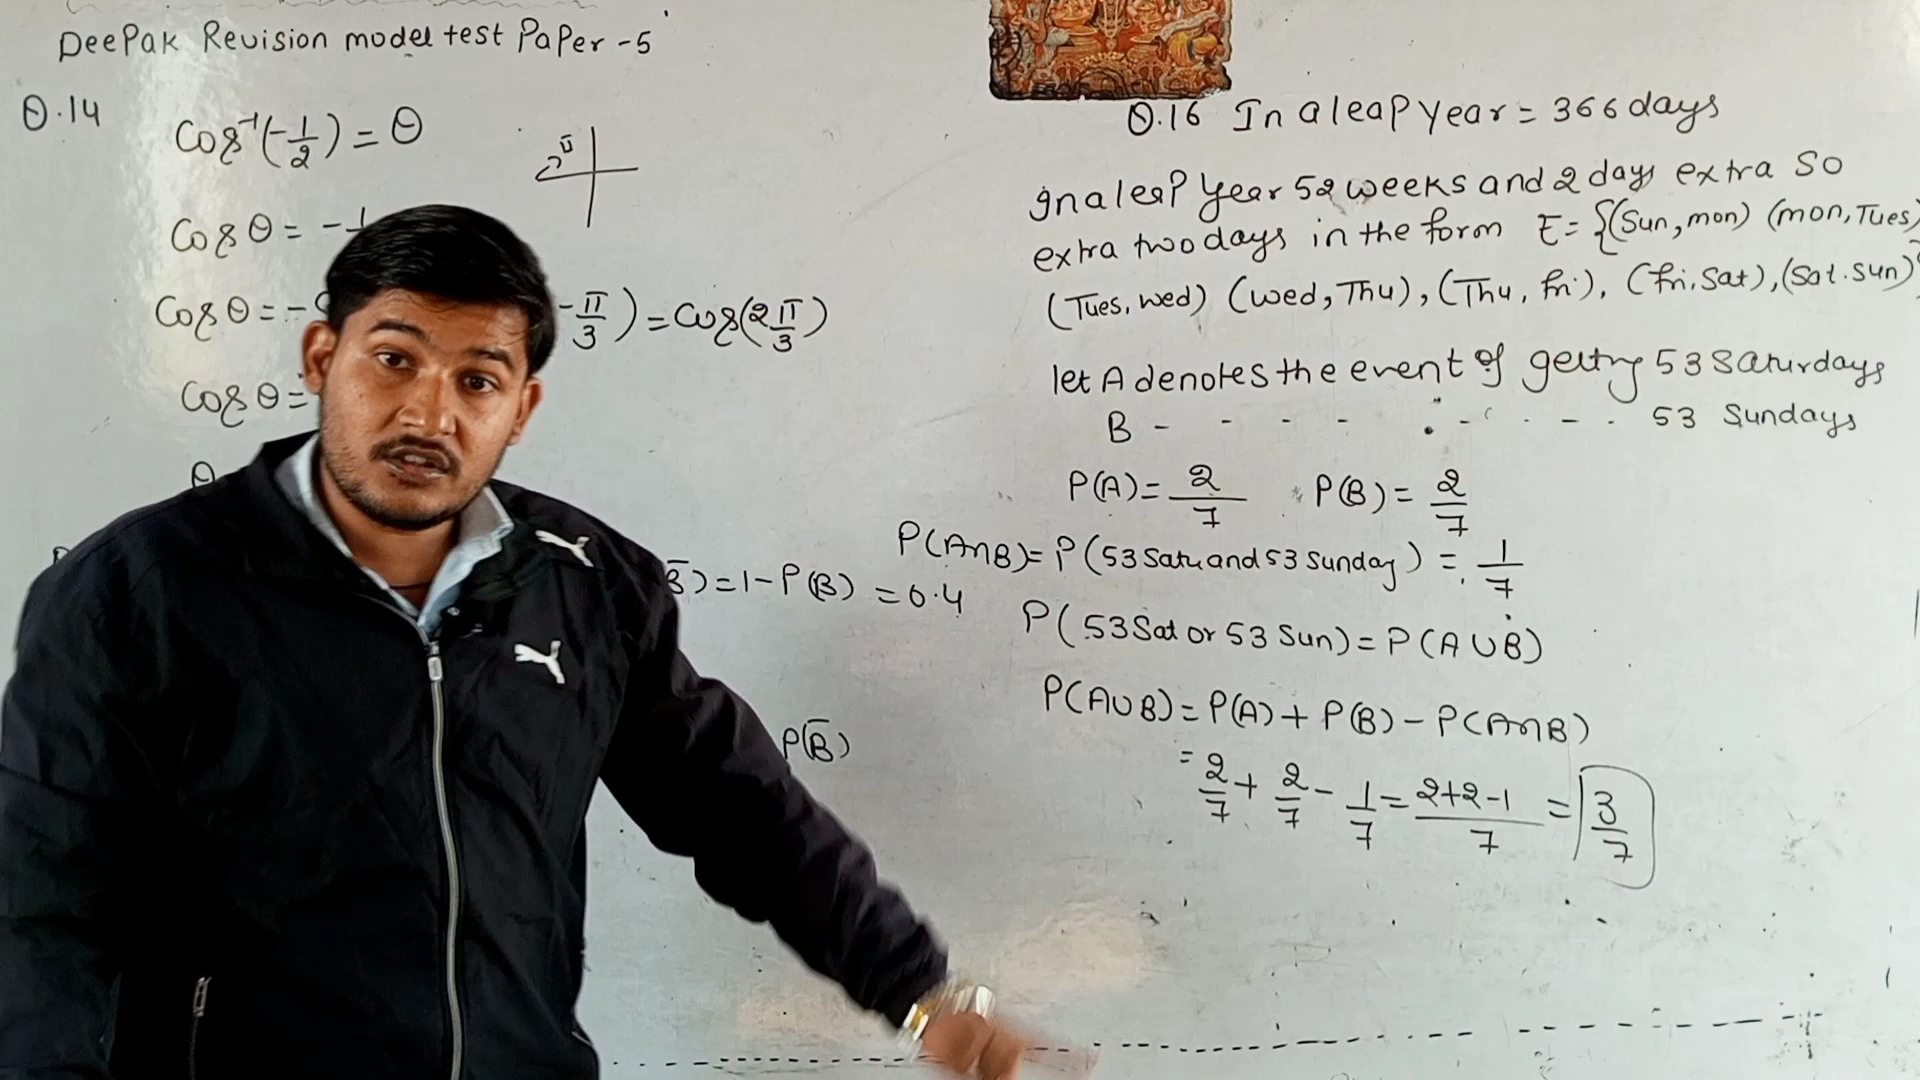 DeePak Revision model test PaPer -5
Q.14
Cos⁻¹(-1/2) = θ
II
Cos θ = - 1
Cos θ = -
-π/3) = Cos(2π/3)
Cos θ =
θ
B̅) = 1 - P(B) = 0.4
P(B̅)
Q.16 In a leap year = 366 days
In a leap year 52 weeks and 2 days extra So
extra two days in the form E = {(Sun, mon) (mon, Tues)
(Tues, wed) (wed, Thu), (Thu, fri), (fri, Sat), (Sat. Sun)}
let A denotes the event of getting 53 Saturdays
B - - - - - - - - 53 Sundays
P(A) = 2/7 P(B) = 2/7
P(A∩B) = P(53 Satu and 53 Sunday) = 1/7
P(53 Sat or 53 Sun) = P(A∪B)
P(A∪B) = P(A) + P(B) - P(A∩B)
= 2/7 + 2/7 - 1/7 = 2+2-1/7 = 3/7